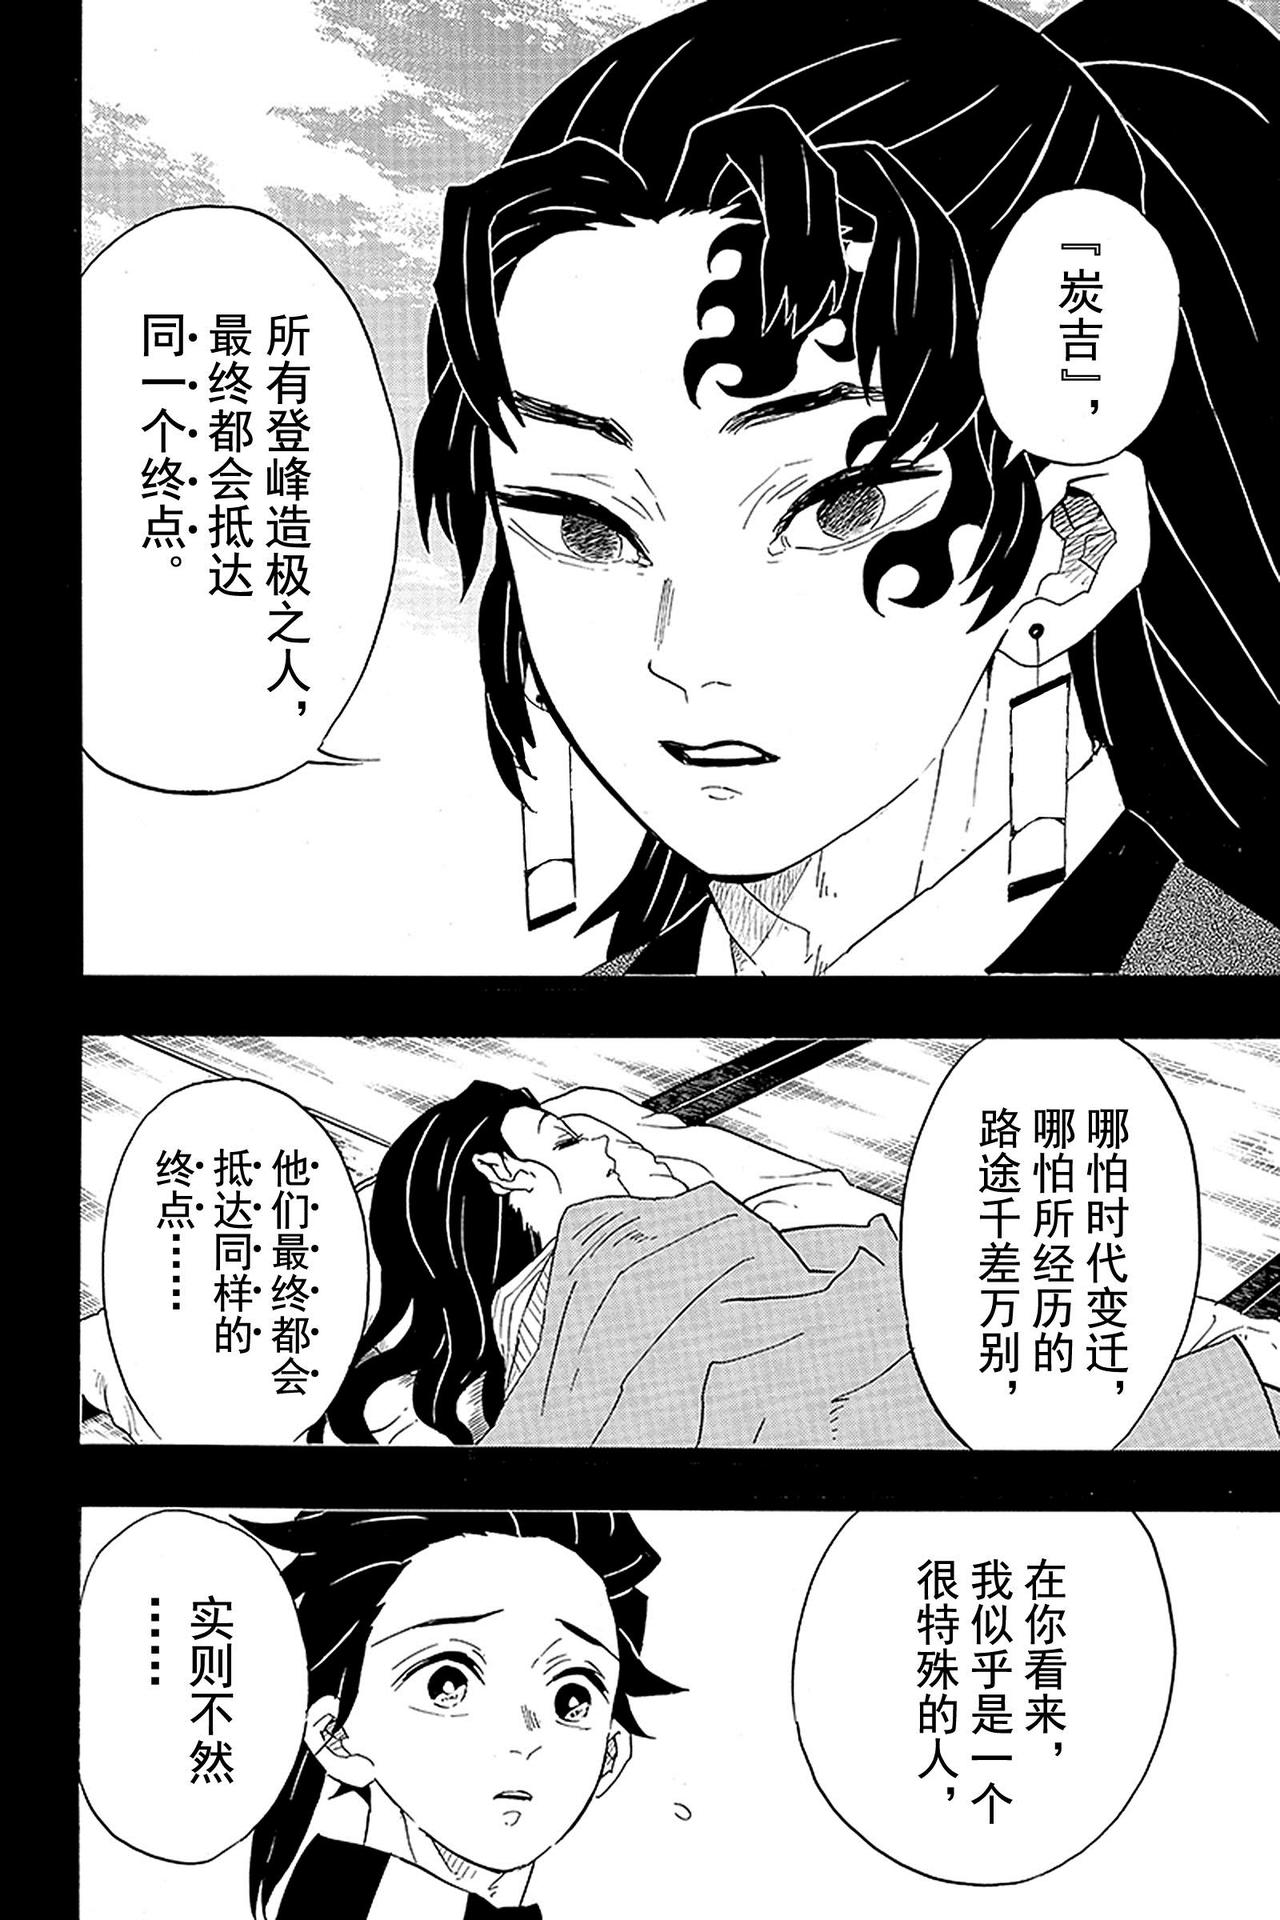 『炭吉』，
所有登峰造极之人，
最终都会抵达
同一个终点。
哪怕时代变迁，
哪怕所经历的
路途千差万别，
他们最终都会
抵达同样的
终点……
在你看来，
我似乎是一个
很特殊的人，
实则不然
……